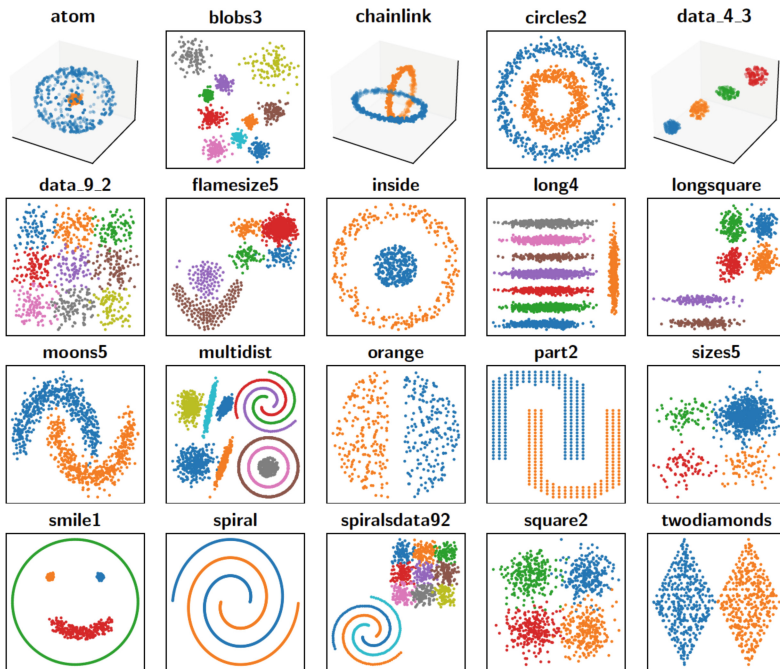 atom blobs3 chainlink circles2 data_4_3
data_9_2 flamesize5 inside long4 longsquare
moons5 multidist orange part2 sizes5
smile1 spiral spiralsdata92 square2 twodiamonds